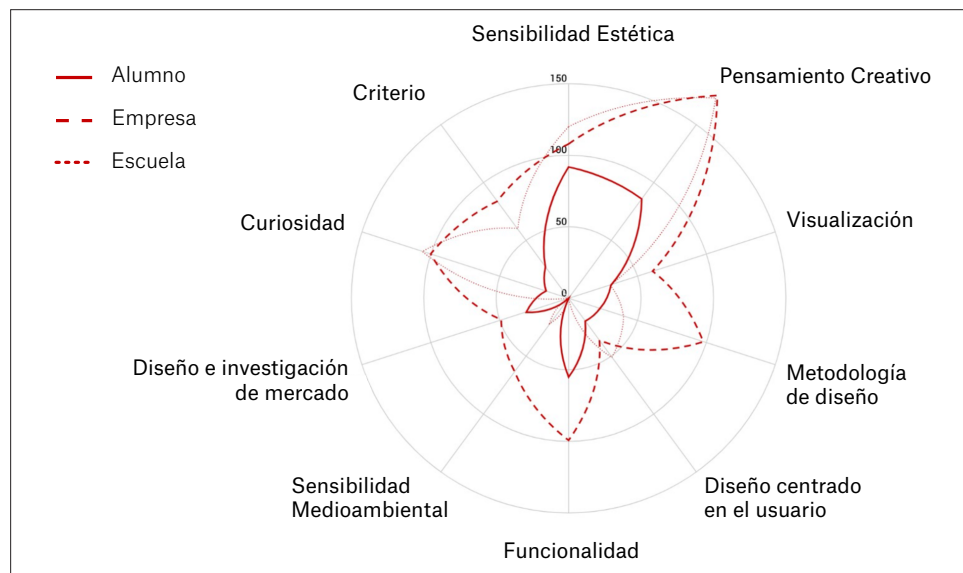 Sensibilidad Estética
Alumno
Empresa
Escuela
Criterio
Pensamiento Creativo
150
100
50
0
Curiosidad
Visualización
Diseño e investigación
de mercado
Metodología
de diseño
Sensibilidad
Medioambiental
Diseño centrado
en el usuario
Funcionalidad